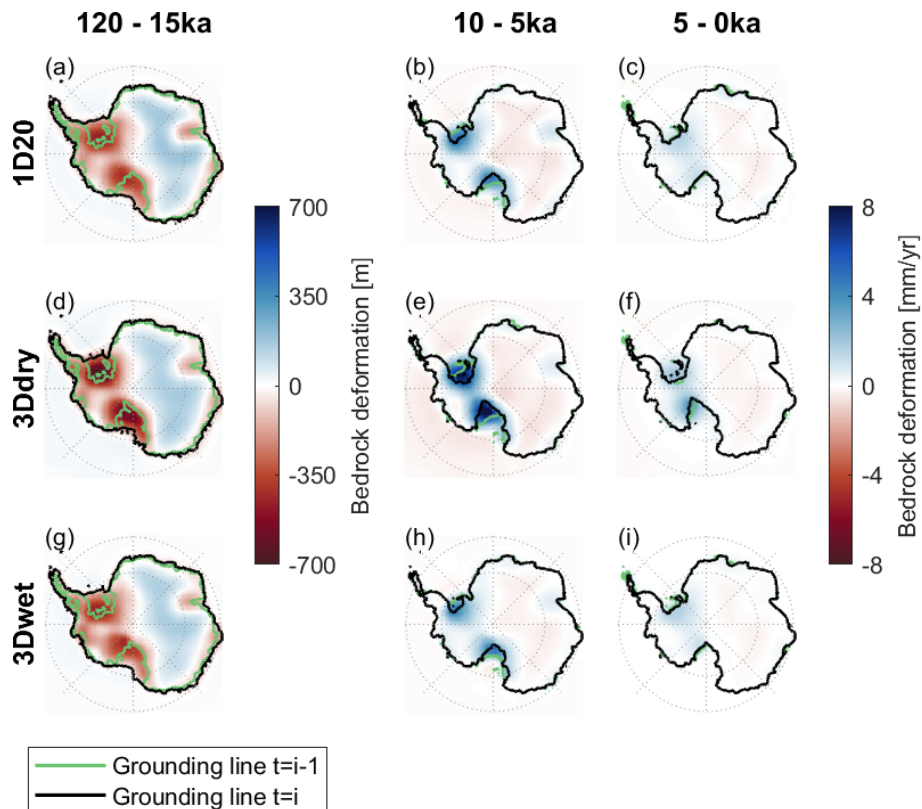 120 - 15ka
10 - 5ka
5 - 0ka
1D20
(a)
(b)
(c)
700
350
0
-350
-700
Bedrock deformation [m]
8
4
0
-4
-8
Bedrock deformation [mm/yr]
3Ddry
(d)
(e)
(f)
3Dwet
(g)
(h)
(i)
Grounding line t=i-1
Grounding line t=i